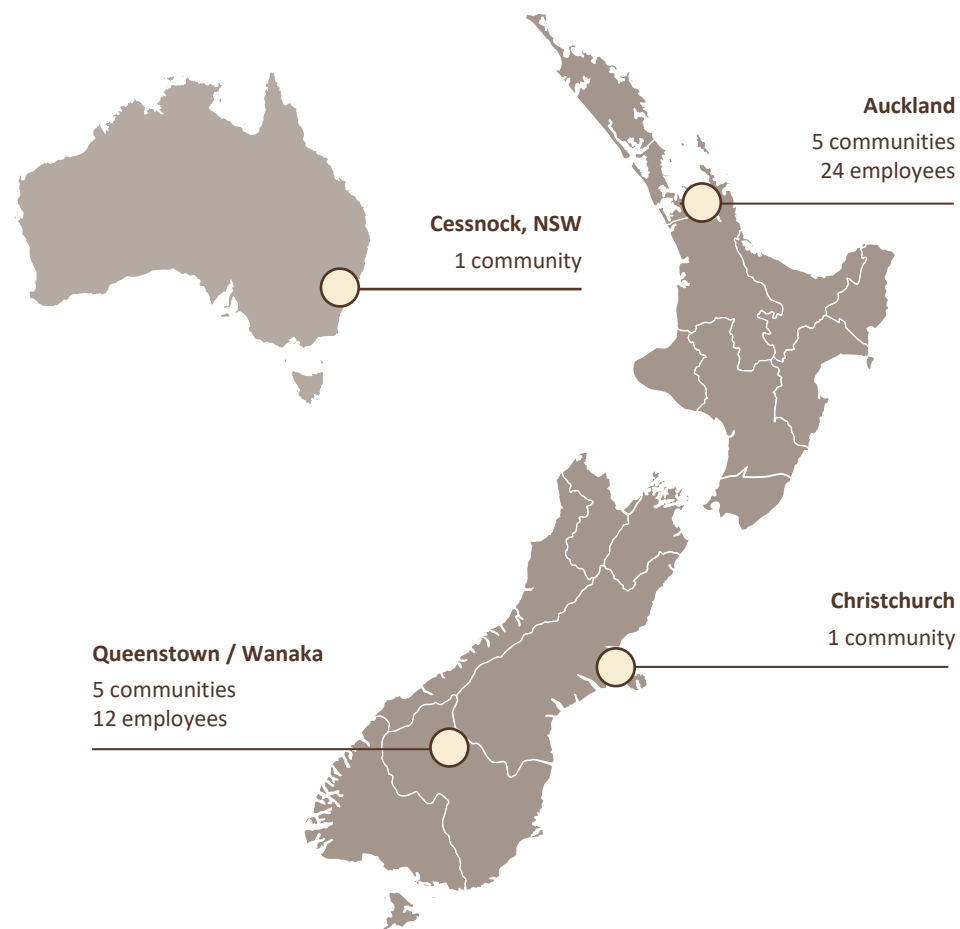 Auckland
5 communities
24 employees
Cessnock, NSW
1 community
Christchurch
1 community
Queenstown / Wanaka
5 communities
12 employees